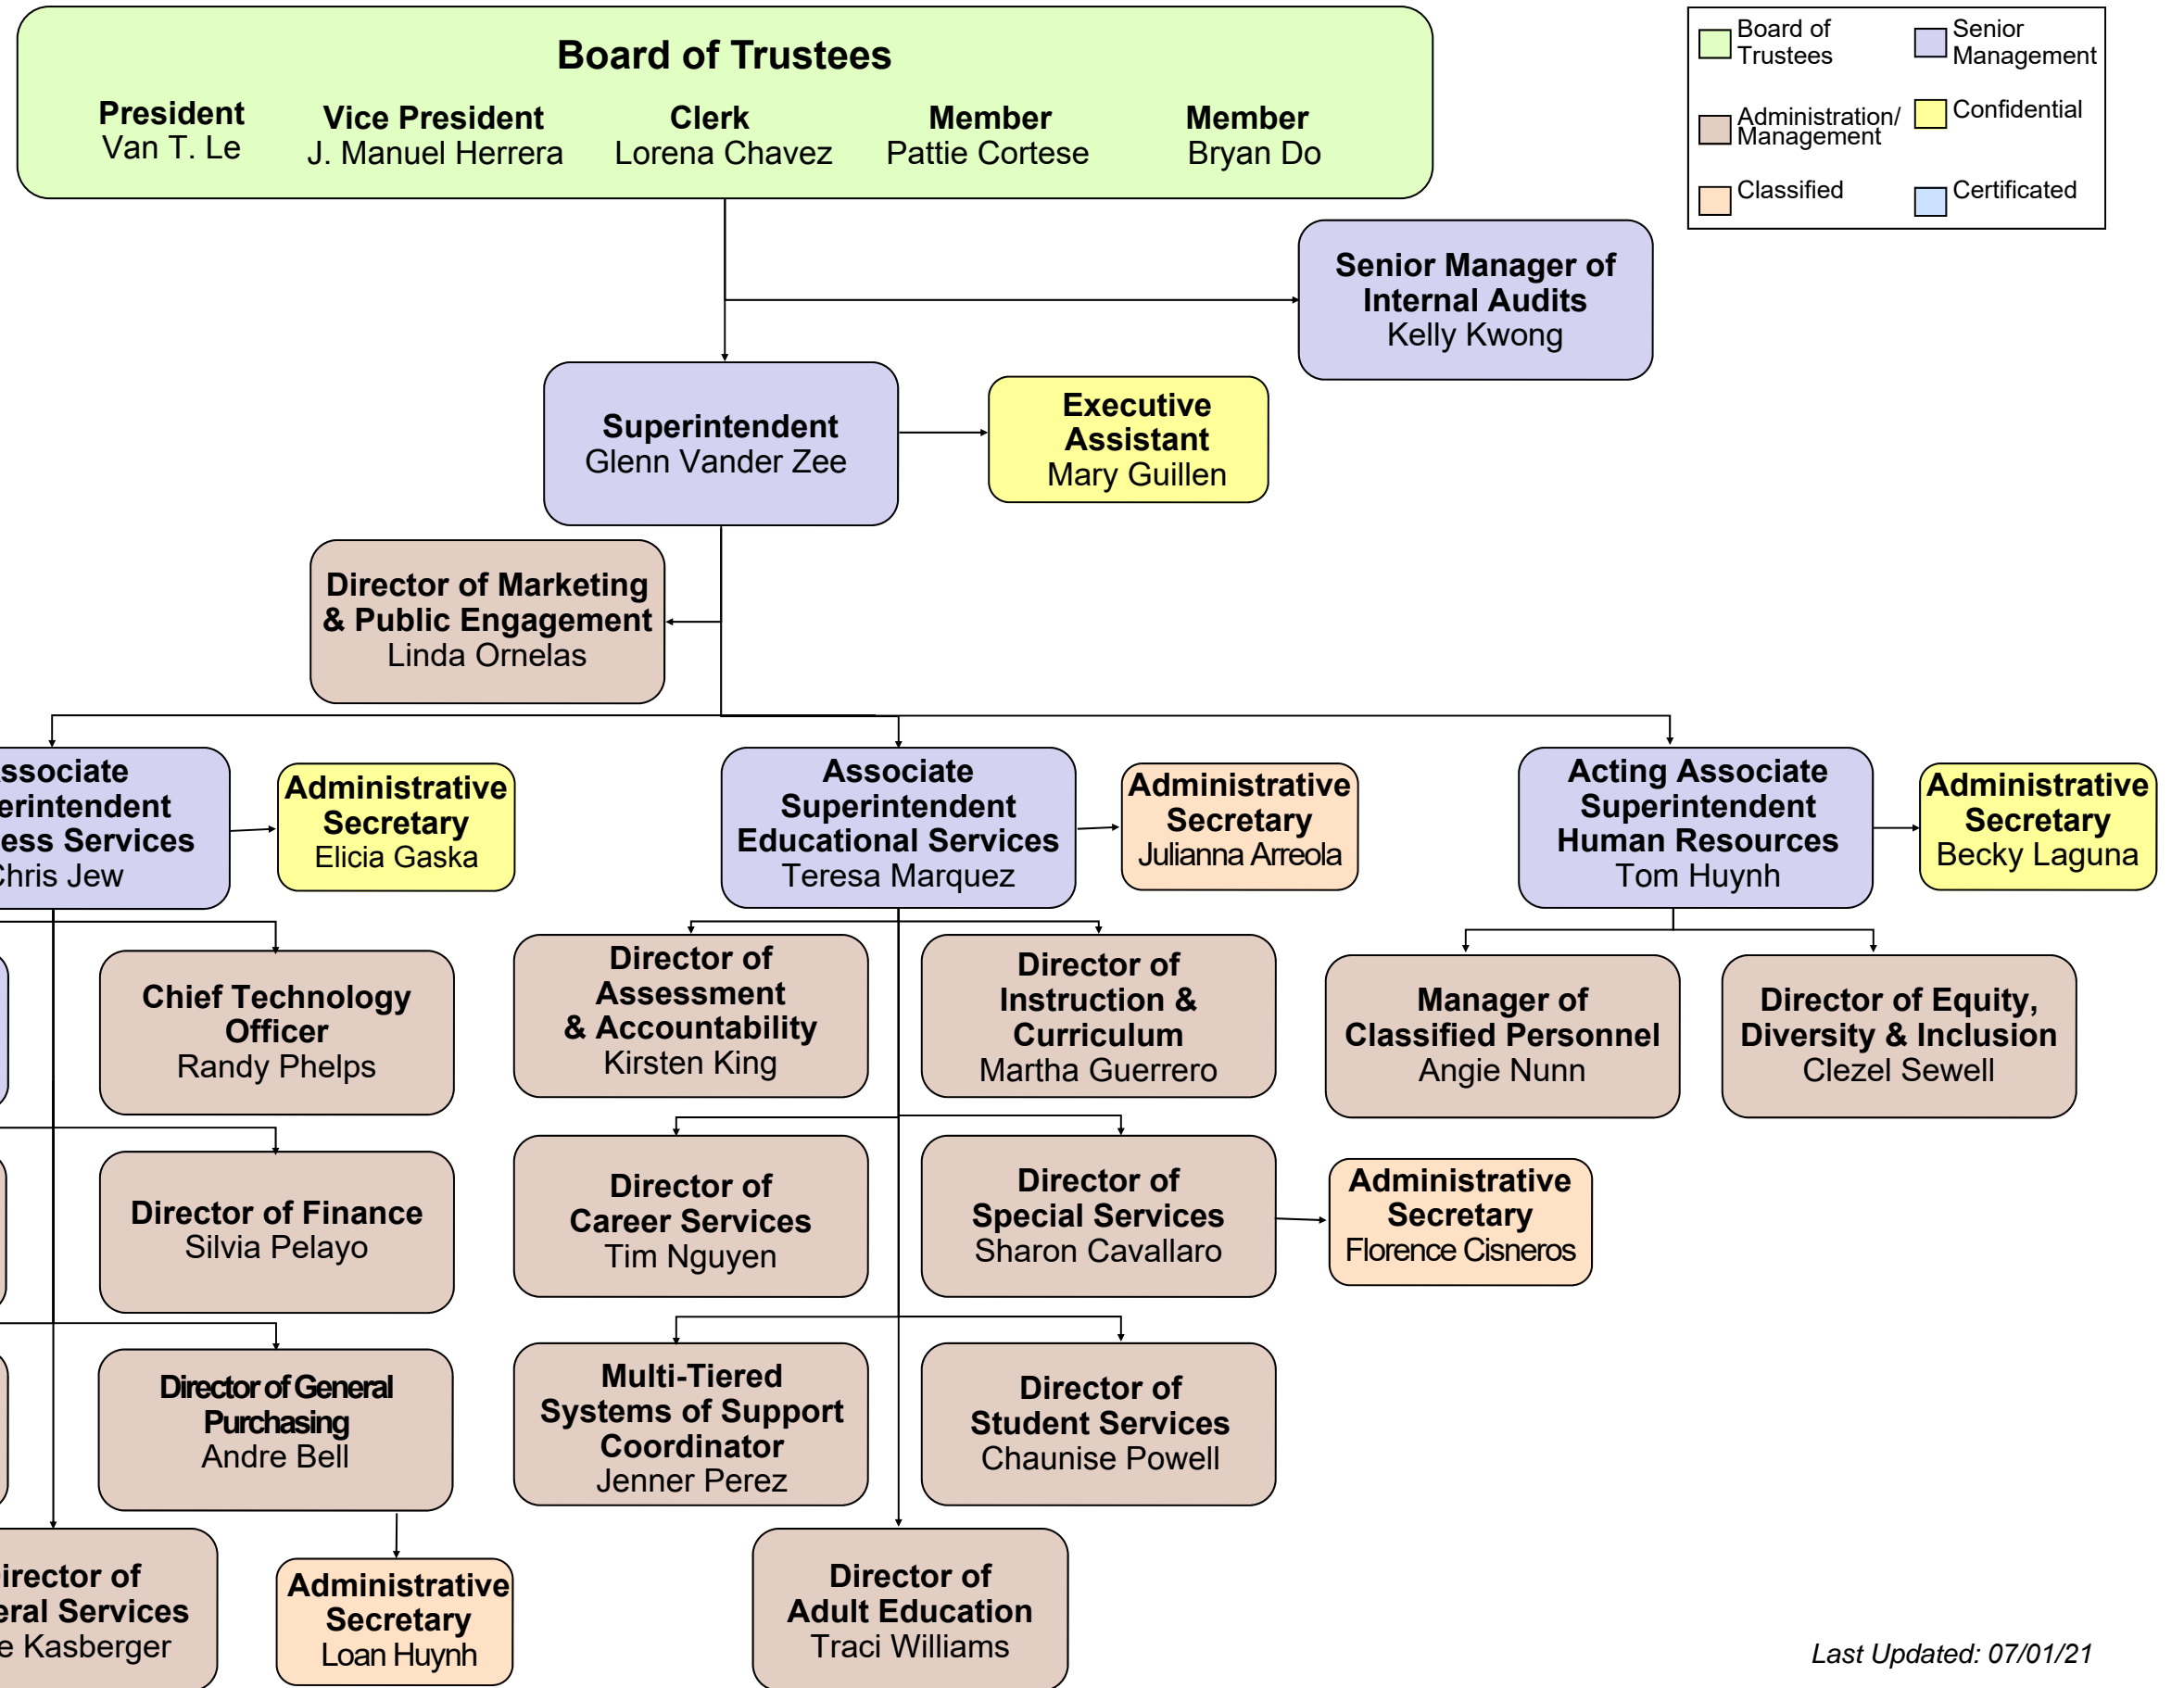 Board of Trustees
President
Van T. Le
Vice President
J. Manuel Herrera
Clerk
Lorena Chavez
Member
Pattie Cortese
Member
Bryan Do
Board of
Trustees
Senior
Management
Administration/
Management
Confidential
Classified
Certificated
Senior Manager of
Internal Audits
Kelly Kwong
Superintendent
Glenn Vander Zee
Executive
Assistant
Mary Guillen
Director of Marketing
& Public Engagement
Linda Ornelas
ssociate
erintendent
ess Services
Chris Jew
Administrative
Secretary
Elicia Gaska
Associate
Superintendent
Educational Services
Teresa Marquez
Administrative
Secretary
Julianna Arreola
Acting Associate
Superintendent
Human Resources
Tom Huynh
Administrative
Secretary
Becky Laguna
Chief Technology
Officer
Randy Phelps
Director of
Assessment
& Accountability
Kirsten King
Director of
Instruction &
Curriculum
Martha Guerrero
Manager of
Classified Personnel
Angie Nunn
Director of Equity,
Diversity & Inclusion
Clezel Sewell
Director of Finance
Silvia Pelayo
Director of
Career Services
Tim Nguyen
Director of
Special Services
Sharon Cavallaro
Administrative
Secretary
Florence Cisneros
Director of General
Purchasing
Andre Bell
Multi-Tiered
Systems of Support
Coordinator
Jenner Perez
Director of
Student Services
Chaunise Powell
irector of
eral Services
e Kasberger
Administrative
Secretary
Loan Huynh
Director of
Adult Education
Traci Williams
Last Updated: 07/01/21